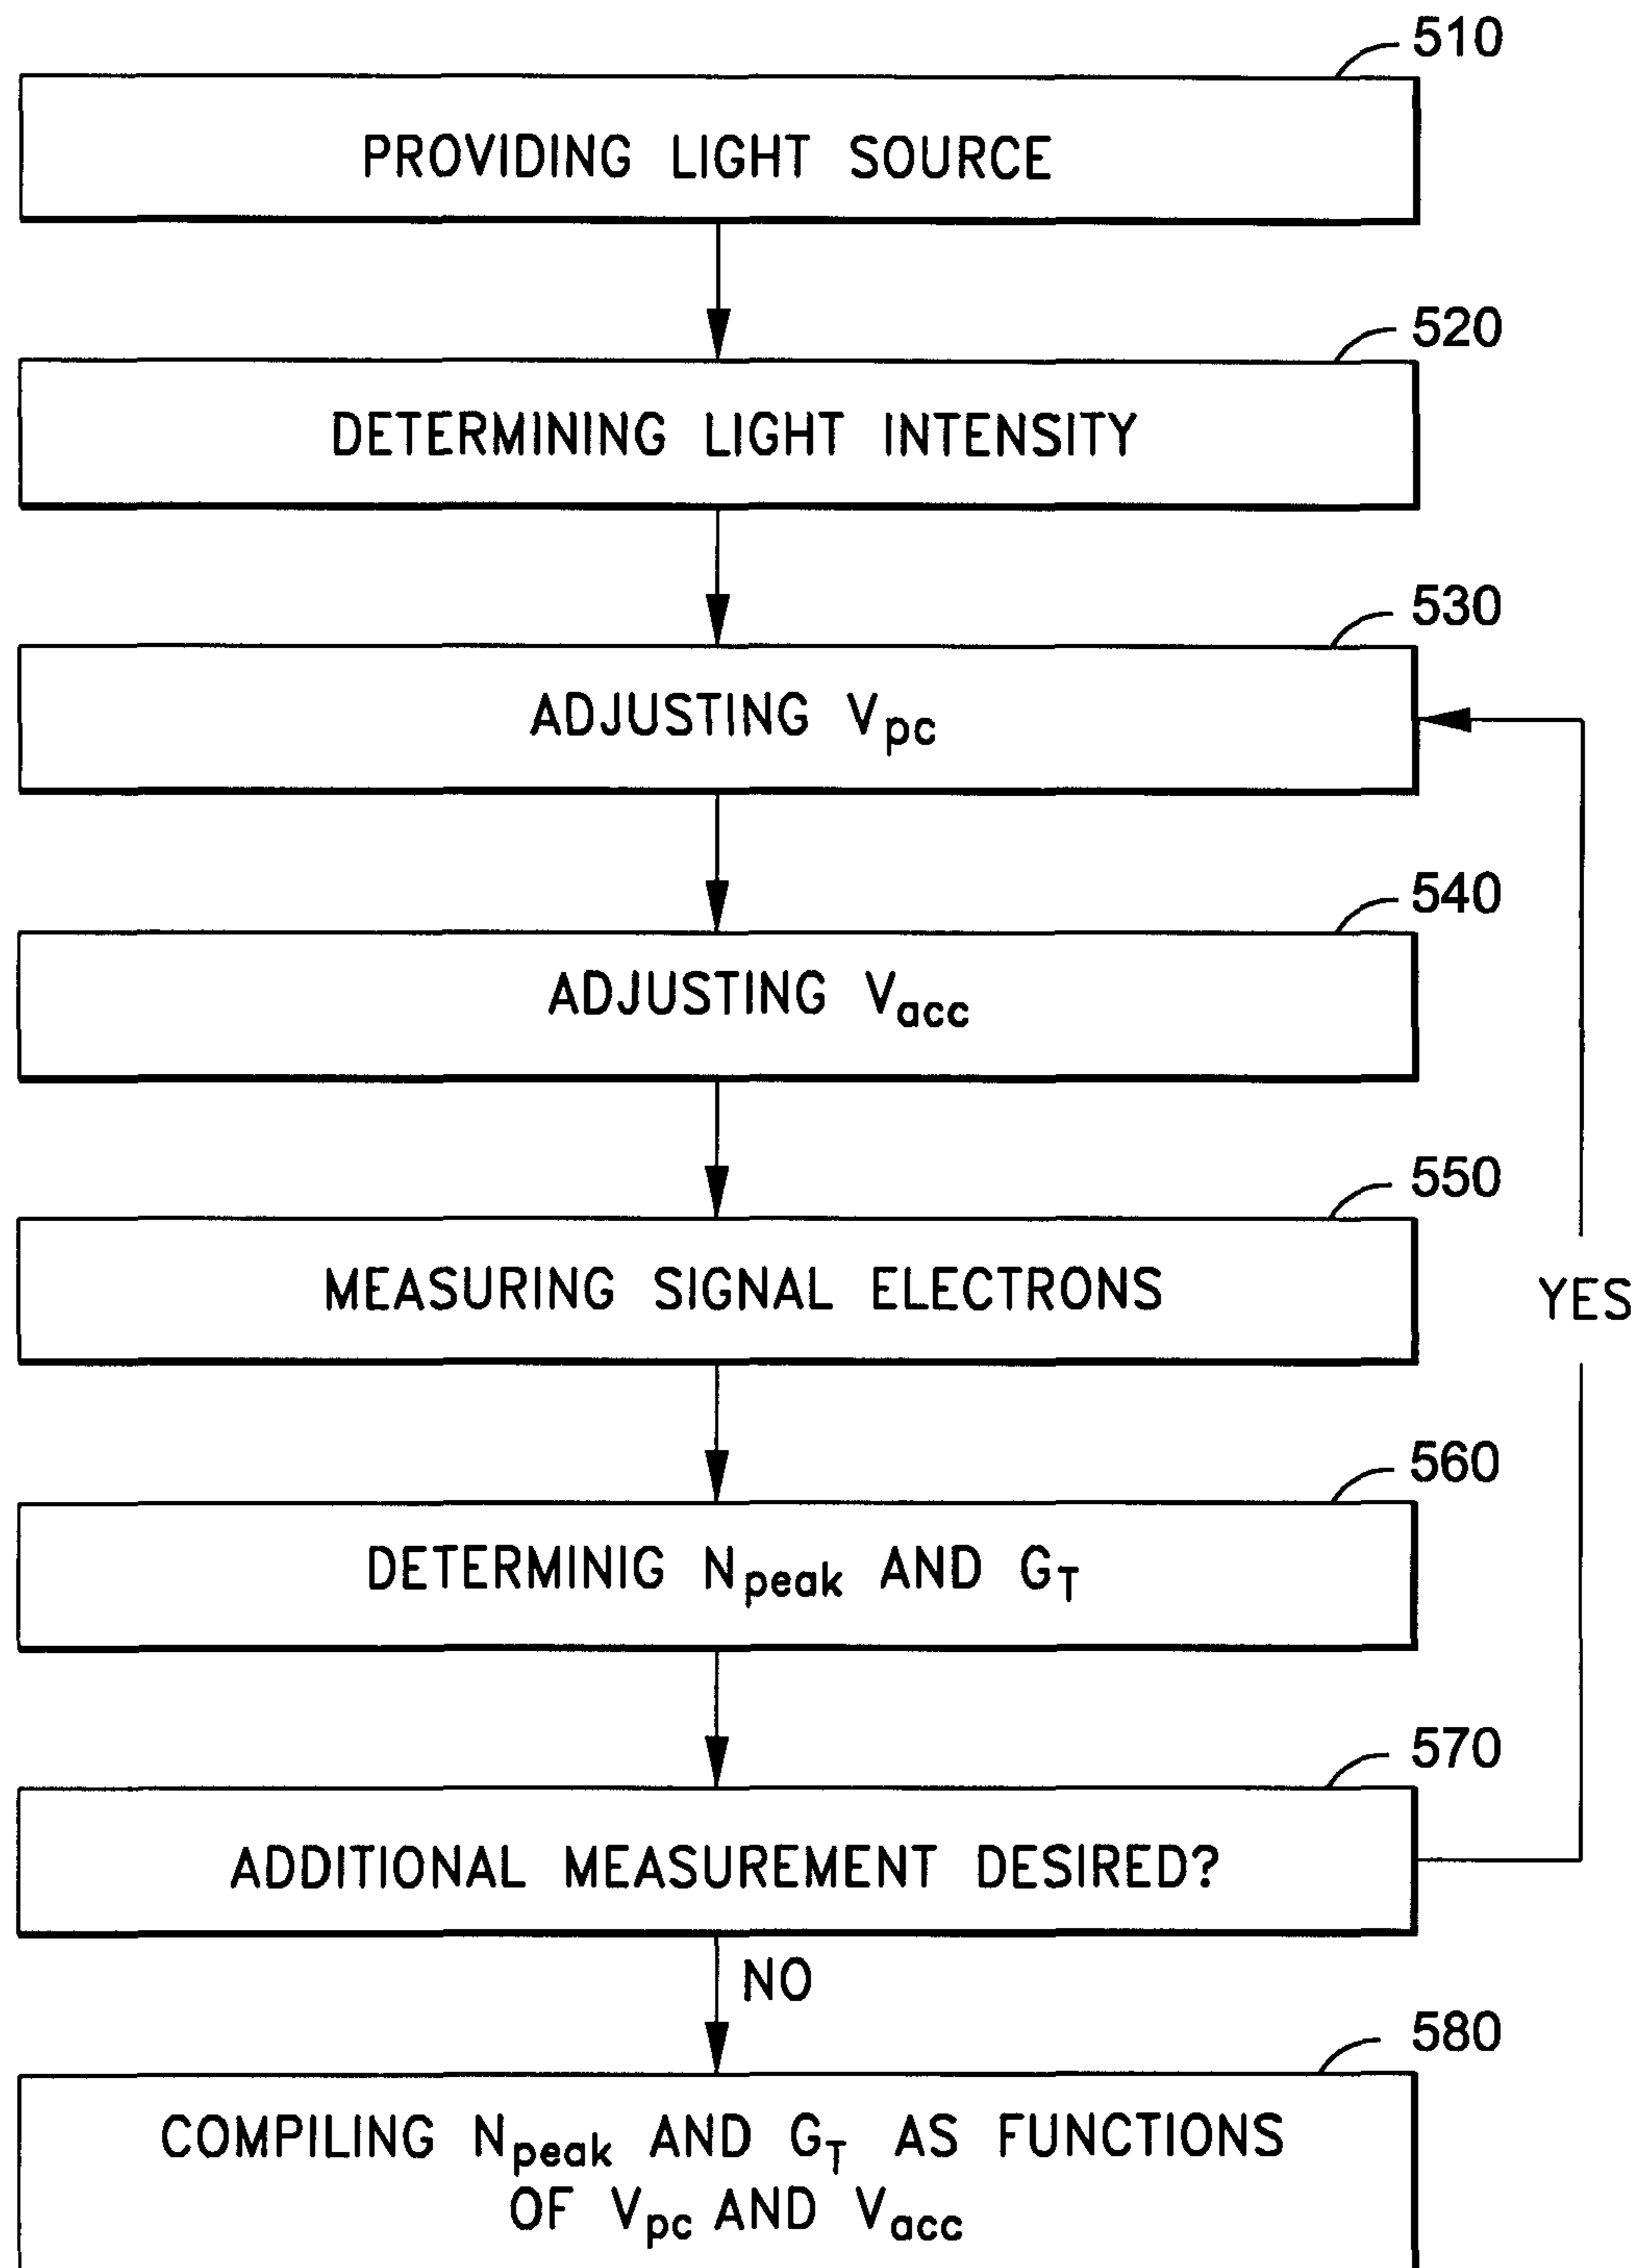 510
PROVIDING LIGHT SOURCE
520
DETERMINING LIGHT INTENSITY
530
ADJUSTING Vpc
540
ADJUSTING Vacc
550
MEASURING SIGNAL ELECTRONS
YES
560
DETERMINIG Npeak AND GT
570
ADDITIONAL MEASUREMENT DESIRED?
NO
580
COMPILING Npeak AND GT AS FUNCTIONS
OF Vpc AND Vacc